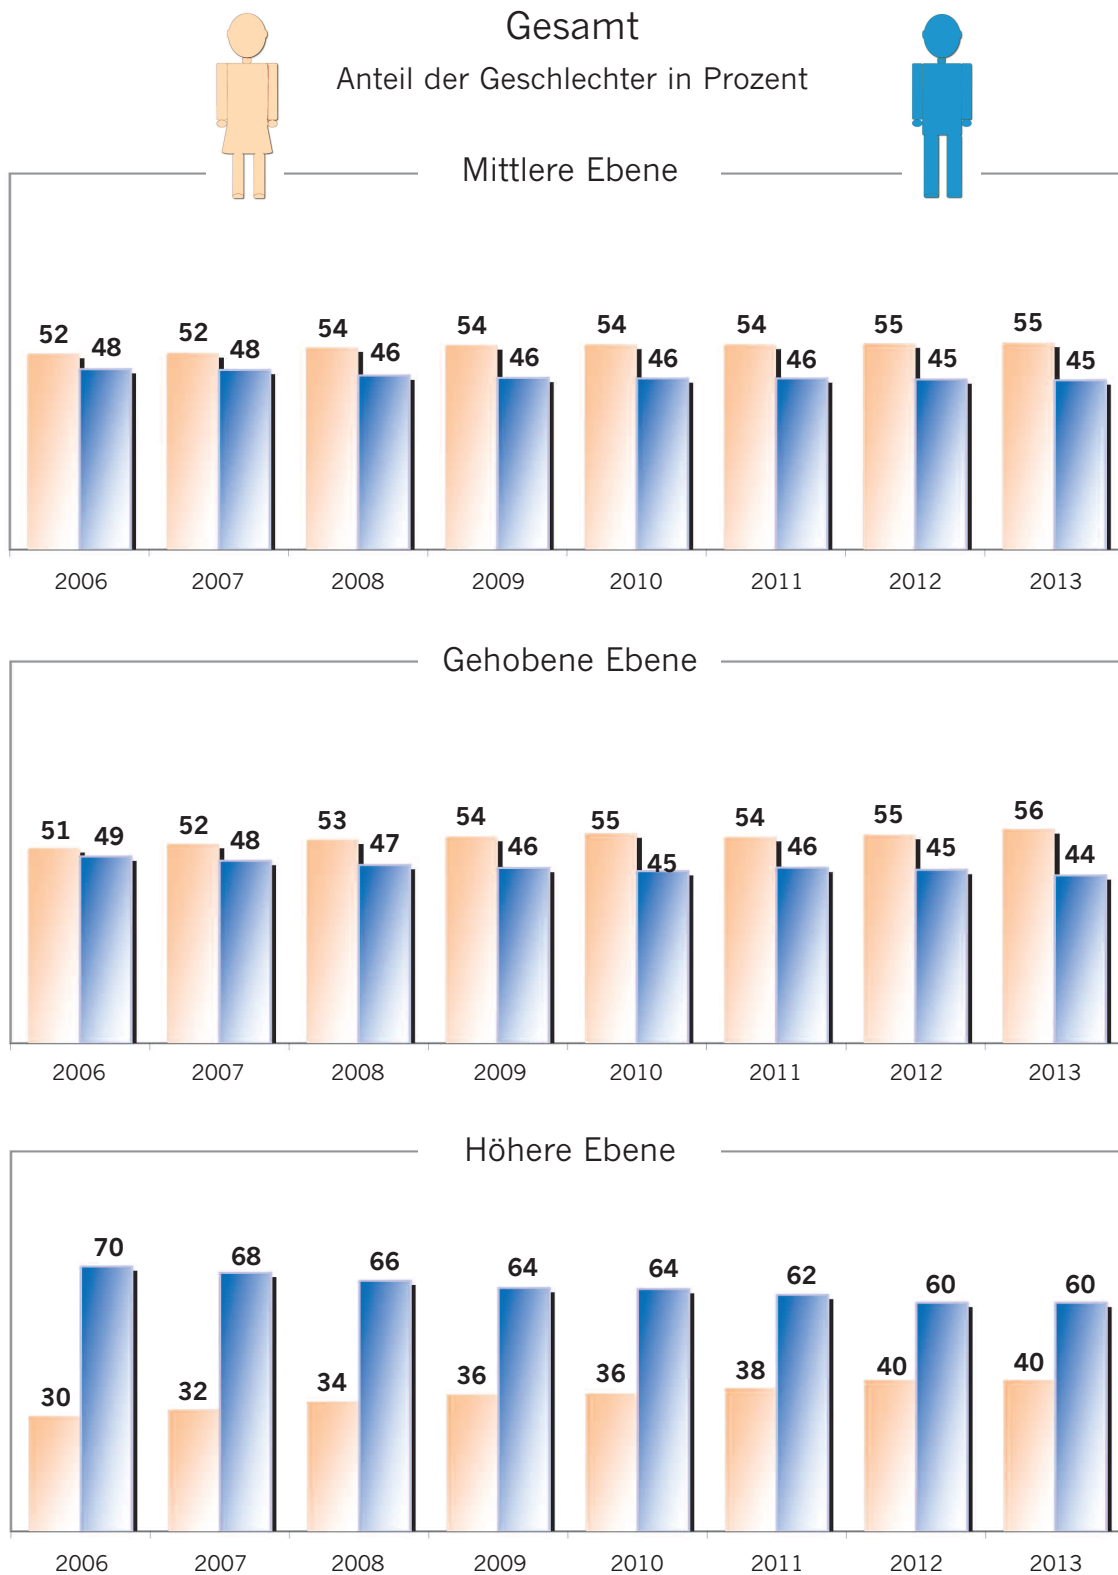 Gesamt
Anteil der Geschlechter in Prozent
Mittlere Ebene
52 48 52 48 54 46 54 46 54 46 54 46 55 45 55 45
2006 2007 2008 2009 2010 2011 2012 2013
Gehobene Ebene
51 49 52 48 53 47 54 46 55 45 54 46 55 45 56 44
2006 2007 2008 2009 2010 2011 2012 2013
Höhere Ebene
30 70 32 68 34 66 36 64 36 64 38 62 40 60 40 60
2006 2007 2008 2009 2010 2011 2012 2013